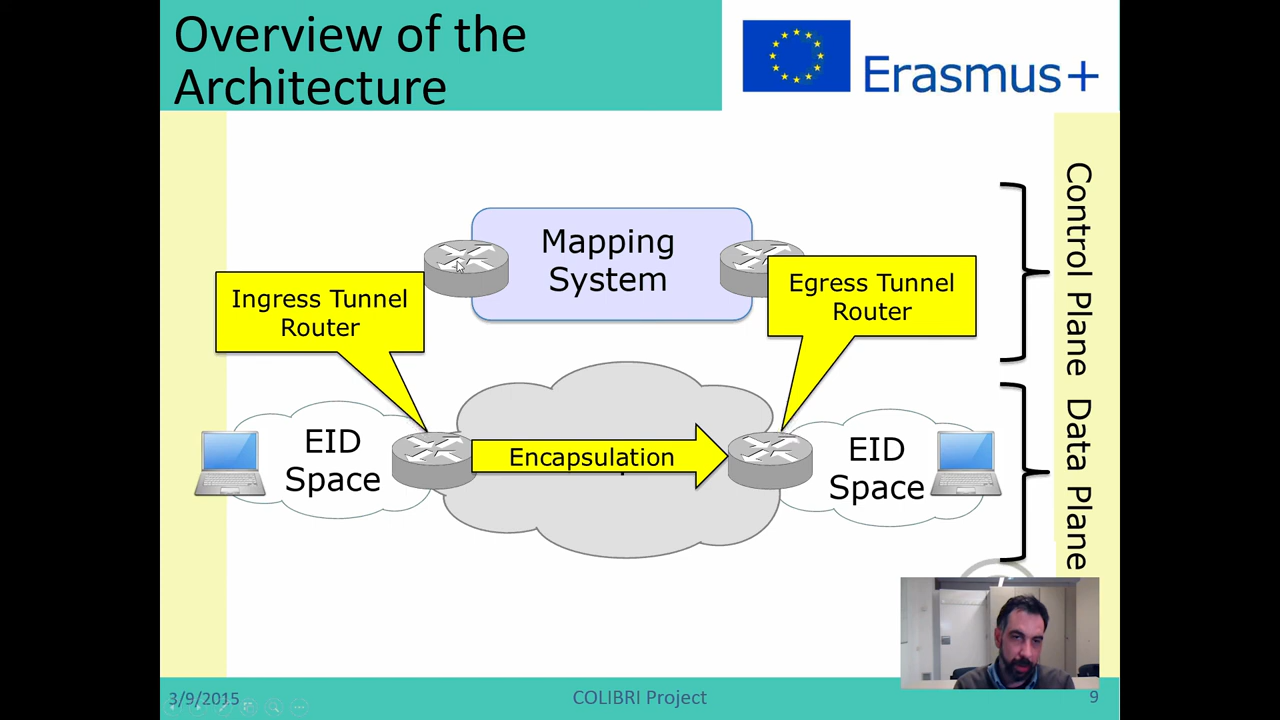 Overview of the
Architecture
Erasmus+
Mapping
System
Control Plane
Ingress Tunnel
Router
Egress Tunnel
Router
EID
Space
Encapsulation
EID
Space
Data Plane
3/9/2015
COLIBRI Project
9